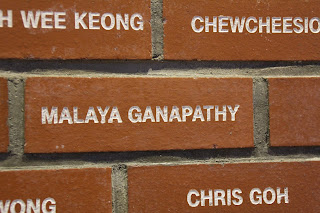 H WEE KEONG CHEWCHEESIO
MALAYA GANAPATHY
WONG CHRIS GOH